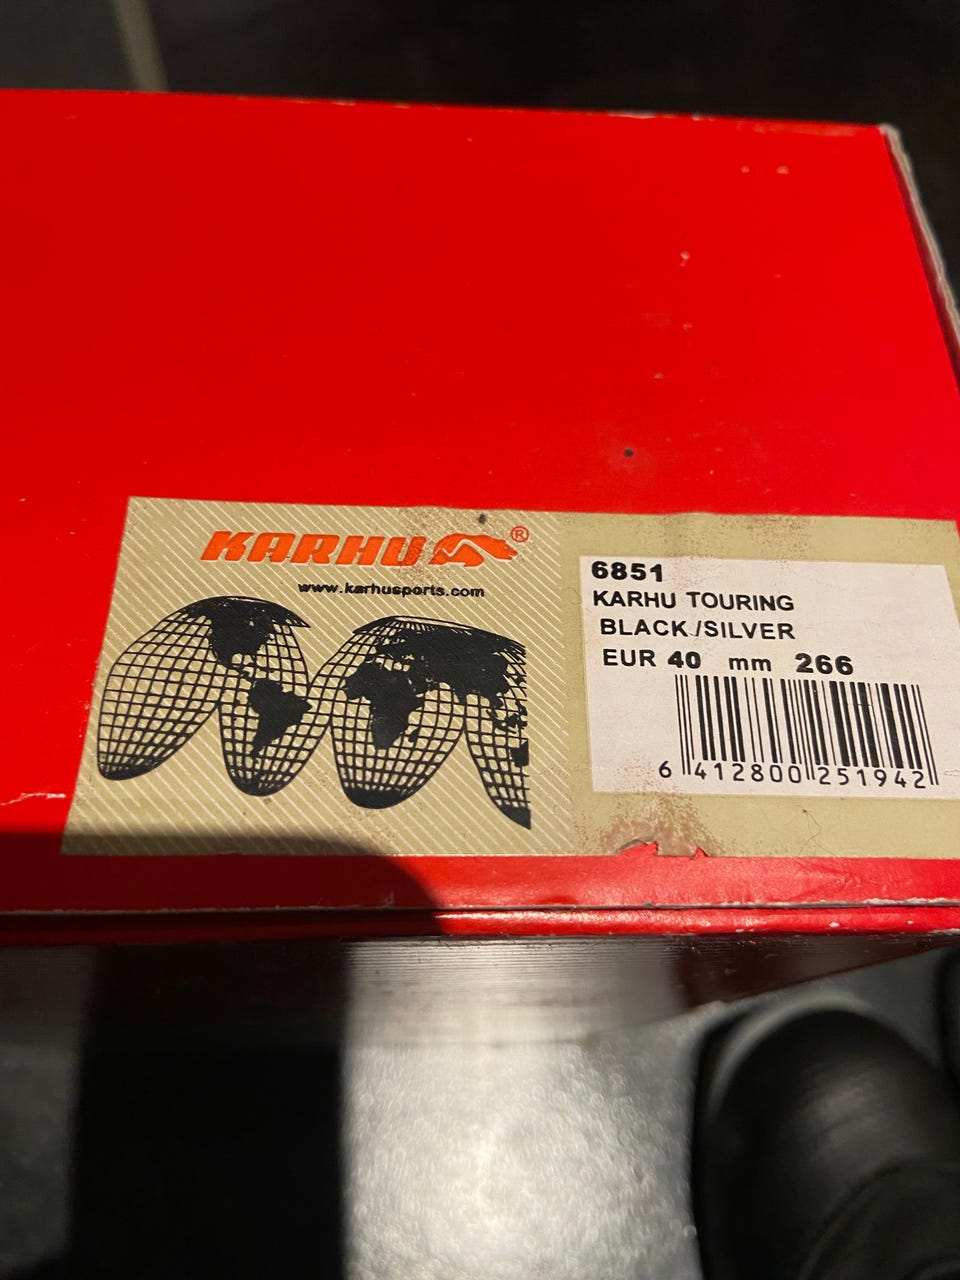 KARHU ®
www.karhusports.com
6851
KARHU TOURING
BLACK/SILVER
EUR 40 mm 266
6 412800 251942